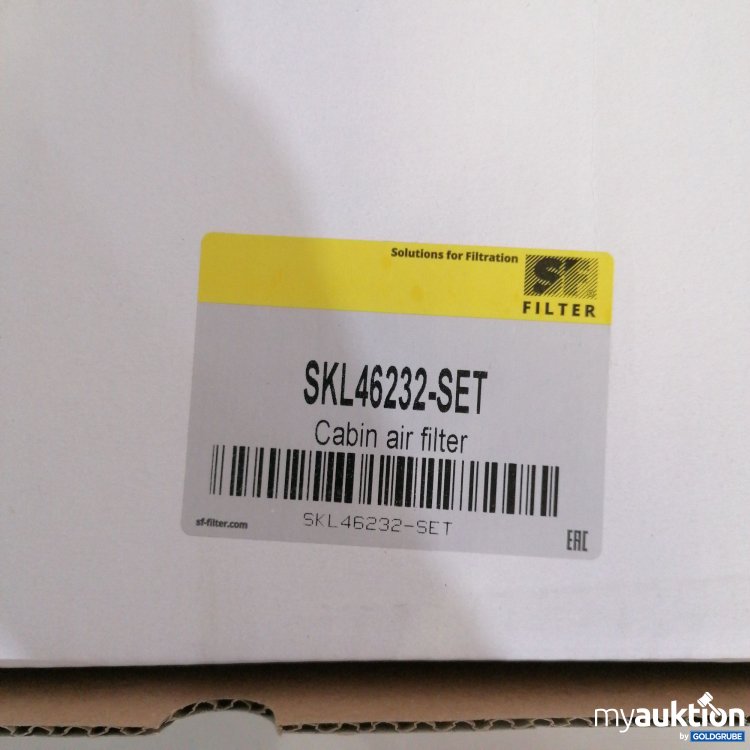 Solutions for Filtration
SF
FILTER
SKL46232-SET
Cabin air filter
SKL46232-SET
sf-filter.com
EAC
myauktion
by GOLDGRUBE